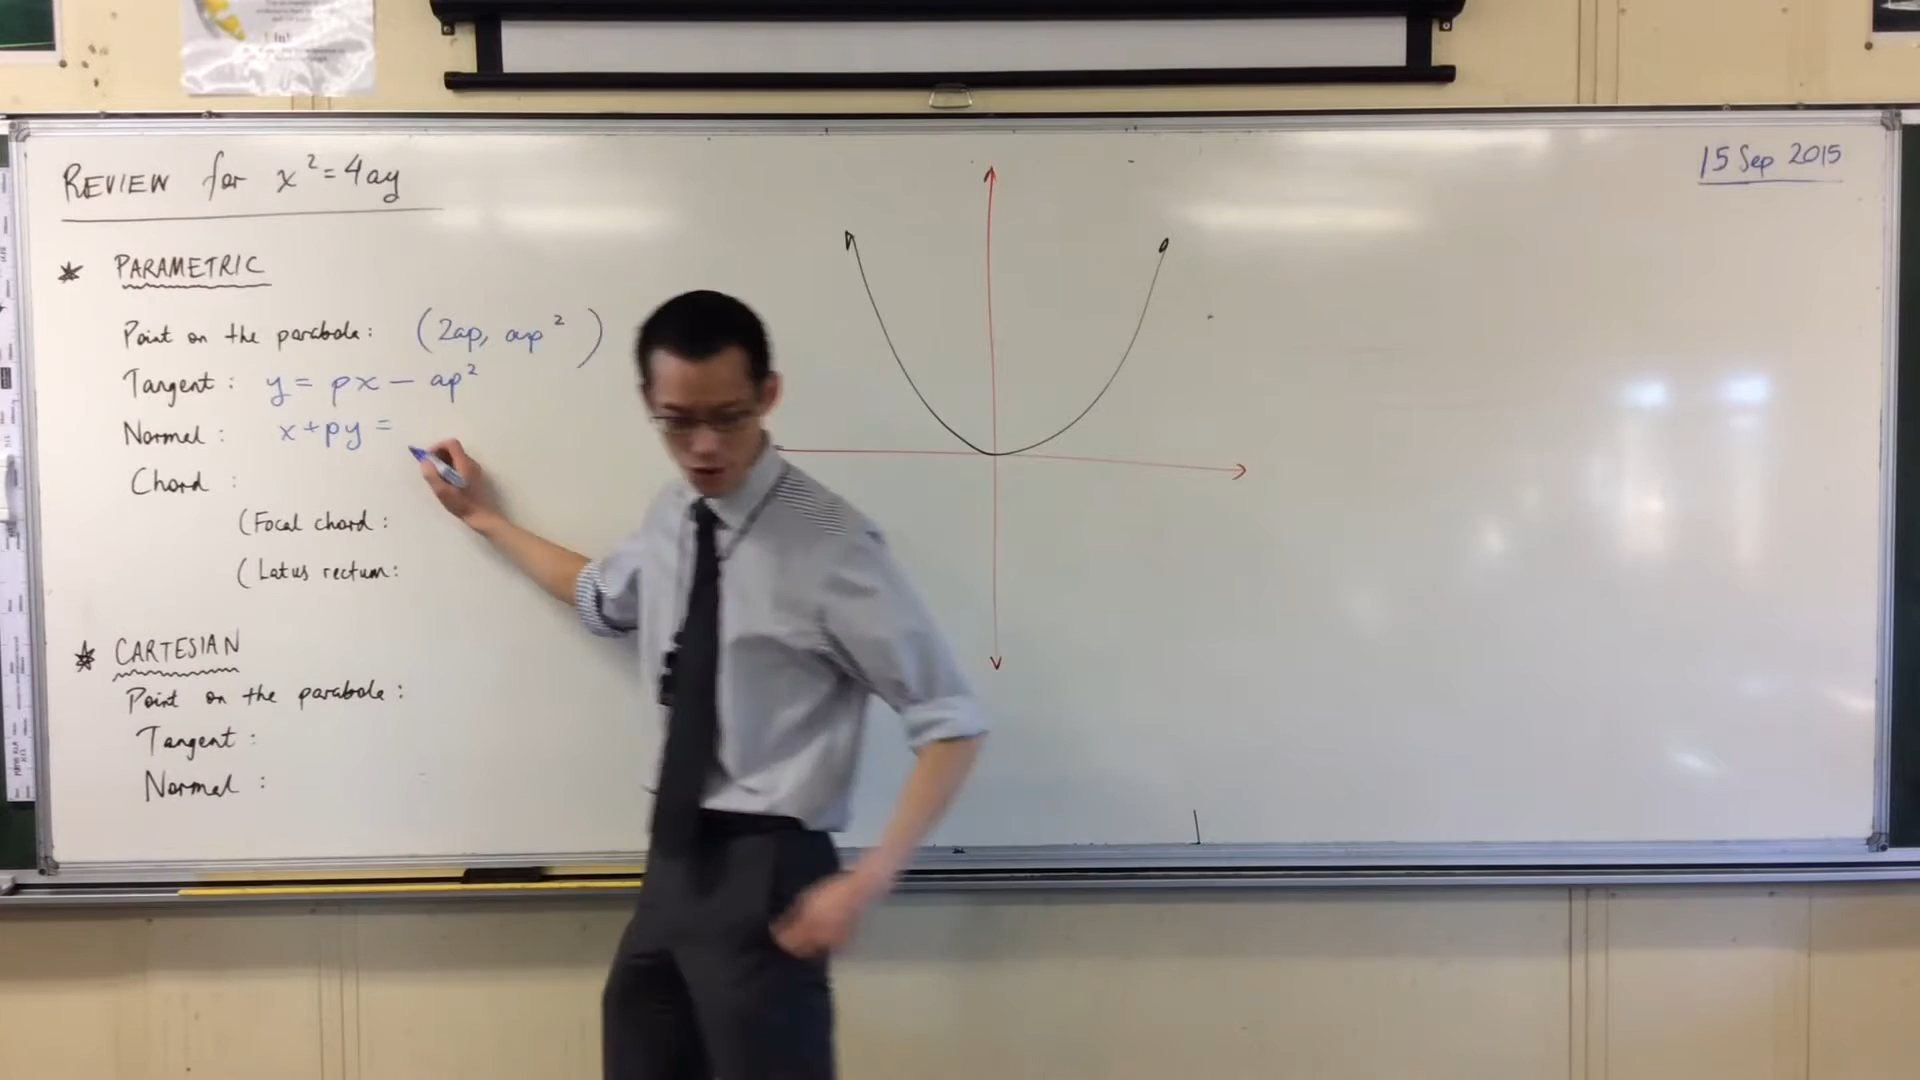 REVIEW for x² = 4ay
15 Sep 2015
* PARAMETRIC
Point on the parabola: (2ap, ap²)
Tangent: y = px − ap²
Normal: x + py =
Chord :
(Focal chord :
(Latus rectum:
* CARTESIAN
Point on the parabola:
Tangent :
Normal :